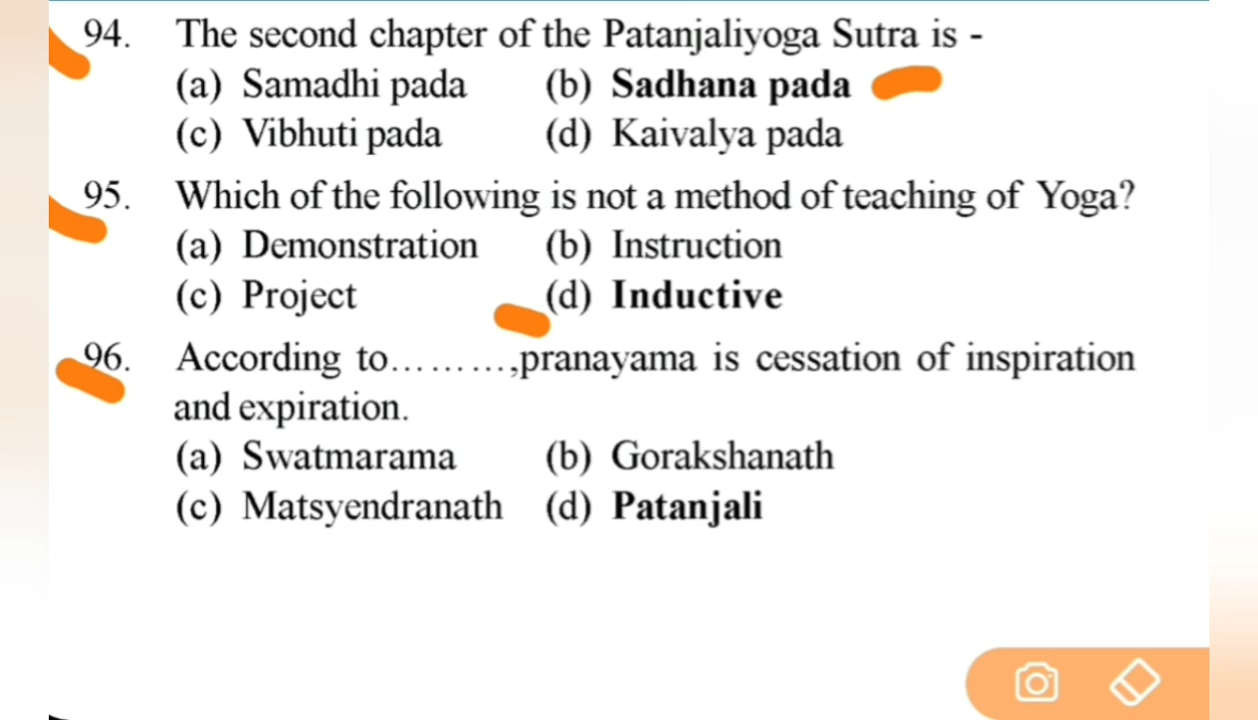 94. The second chapter of the Patanjaliyoga Sutra is -
(a) Samadhi pada (b) Sadhana pada
(c) Vibhuti pada (d) Kaivalya pada
95. Which of the following is not a method of teaching of Yoga?
(a) Demonstration (b) Instruction
(c) Project (d) Inductive
96. According to.........,pranayama is cessation of inspiration
and expiration.
(a) Swatmarama (b) Gorakshanath
(c) Matsyendranath (d) Patanjali